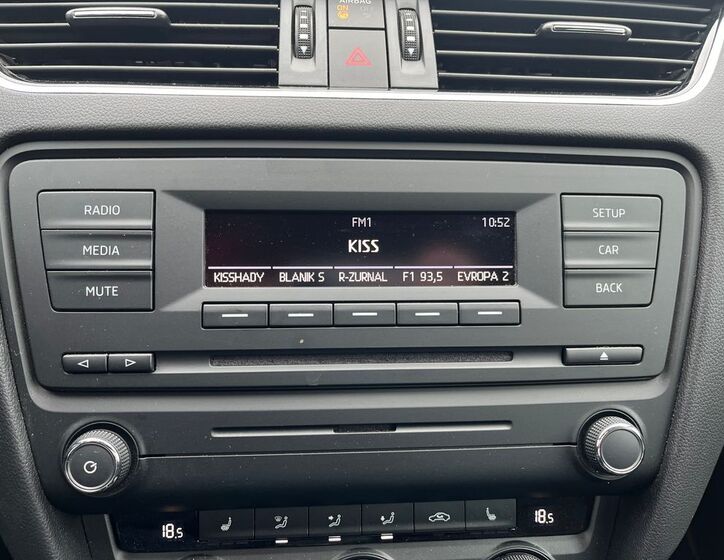 AIRBAG
ON OFF
RADIO
MEDIA
MUTE
FM1 10:52
KISS
KISSHADY BLANIK S R-ZURNAL F1 93,5 EVROPA 2
SETUP
CAR
BACK
18.5 18.5